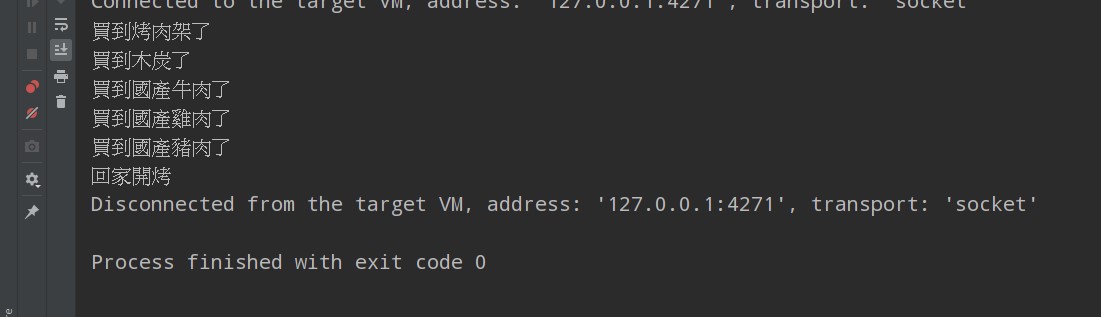 Connected to the target VM, address: '127.0.0.1:4271', transport: 'socket'
買到烤肉架了
買到木炭了
買到國產牛肉了
買到國產雞肉了
買到國產豬肉了
回家開烤
Disconnected from the target VM, address: '127.0.0.1:4271', transport: 'socket'
Process finished with exit code 0